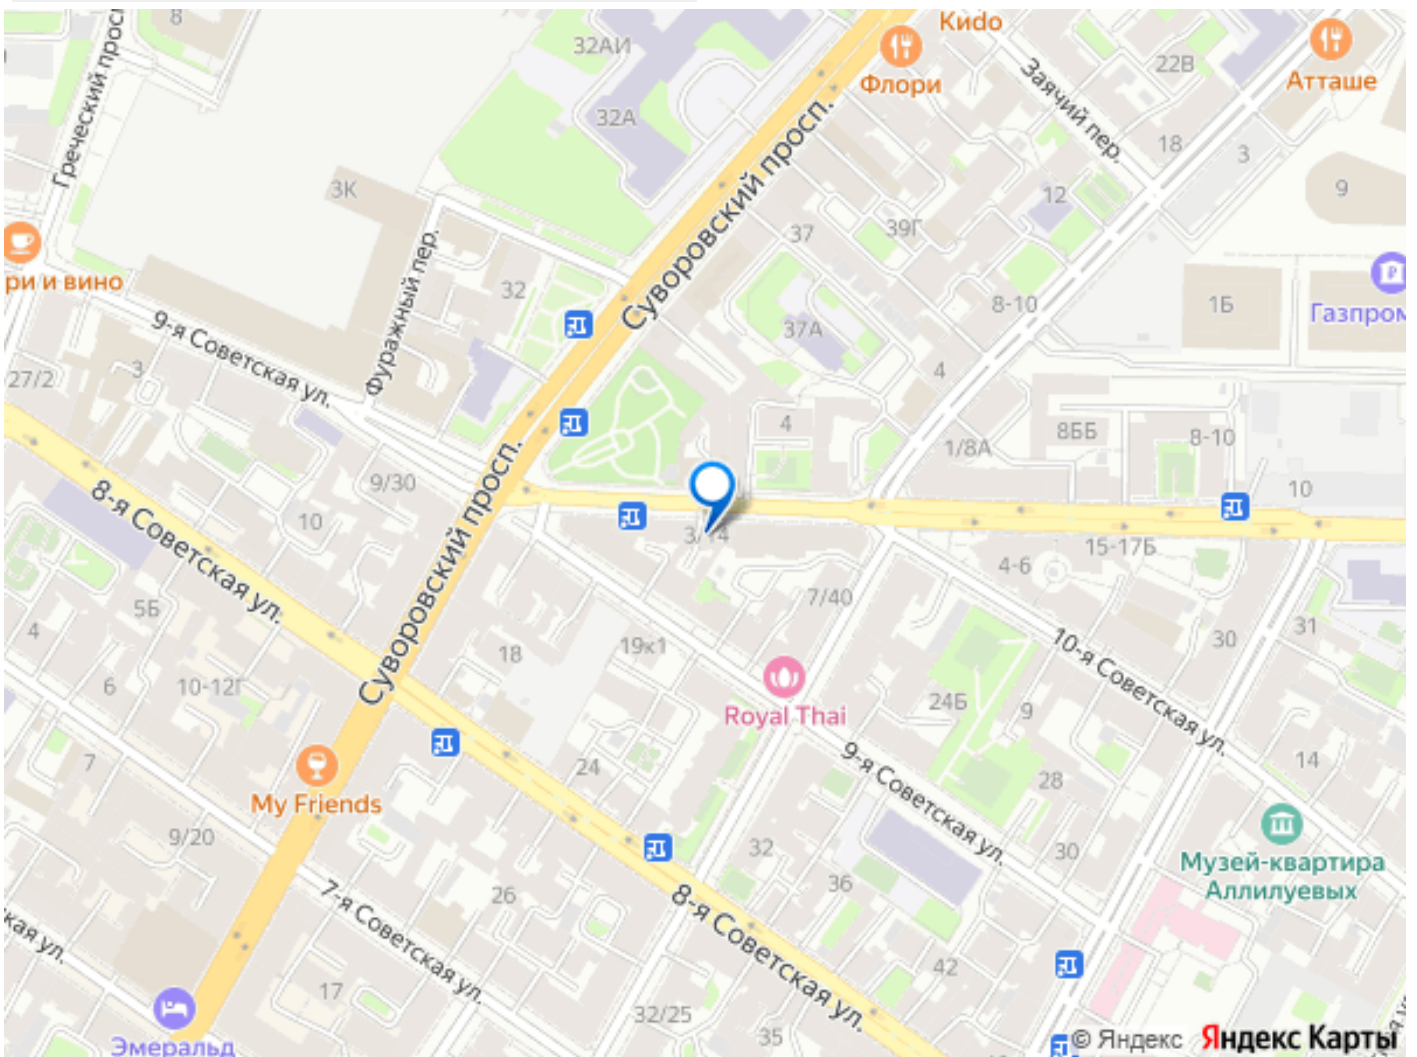 8
32АИ
Кидо
Флори
22В
Атташе
Греческий просп
32А
Заячий пер.
18
3
3К
12
9
Суворовский просп.
37
39Г
Фуражный пер.
ри и вино
32
8-10
1Б
Газпром
9-я Советская ул.
37А
27/2
3
4
4
8ББ
8-10
1/8А
9/30
10
8-я Советская ул.
10
3/14
15-17Б
Суворовский просп.
4-6
5Б
7/40
4
19к1
18
10-я Советская ул.
30
31
6
10-12Г
24Б
9
Royal Thai
7
24
9-я Советская ул.
28
14
My Friends
9/20
32
30
Музей-квартира
Аллилуевых
36
26
7-я Советская ул.
8-я Советская ул.
кая ул.
42
17
32/25
35
Эмеральд
© Яндекс Яндекс Карты